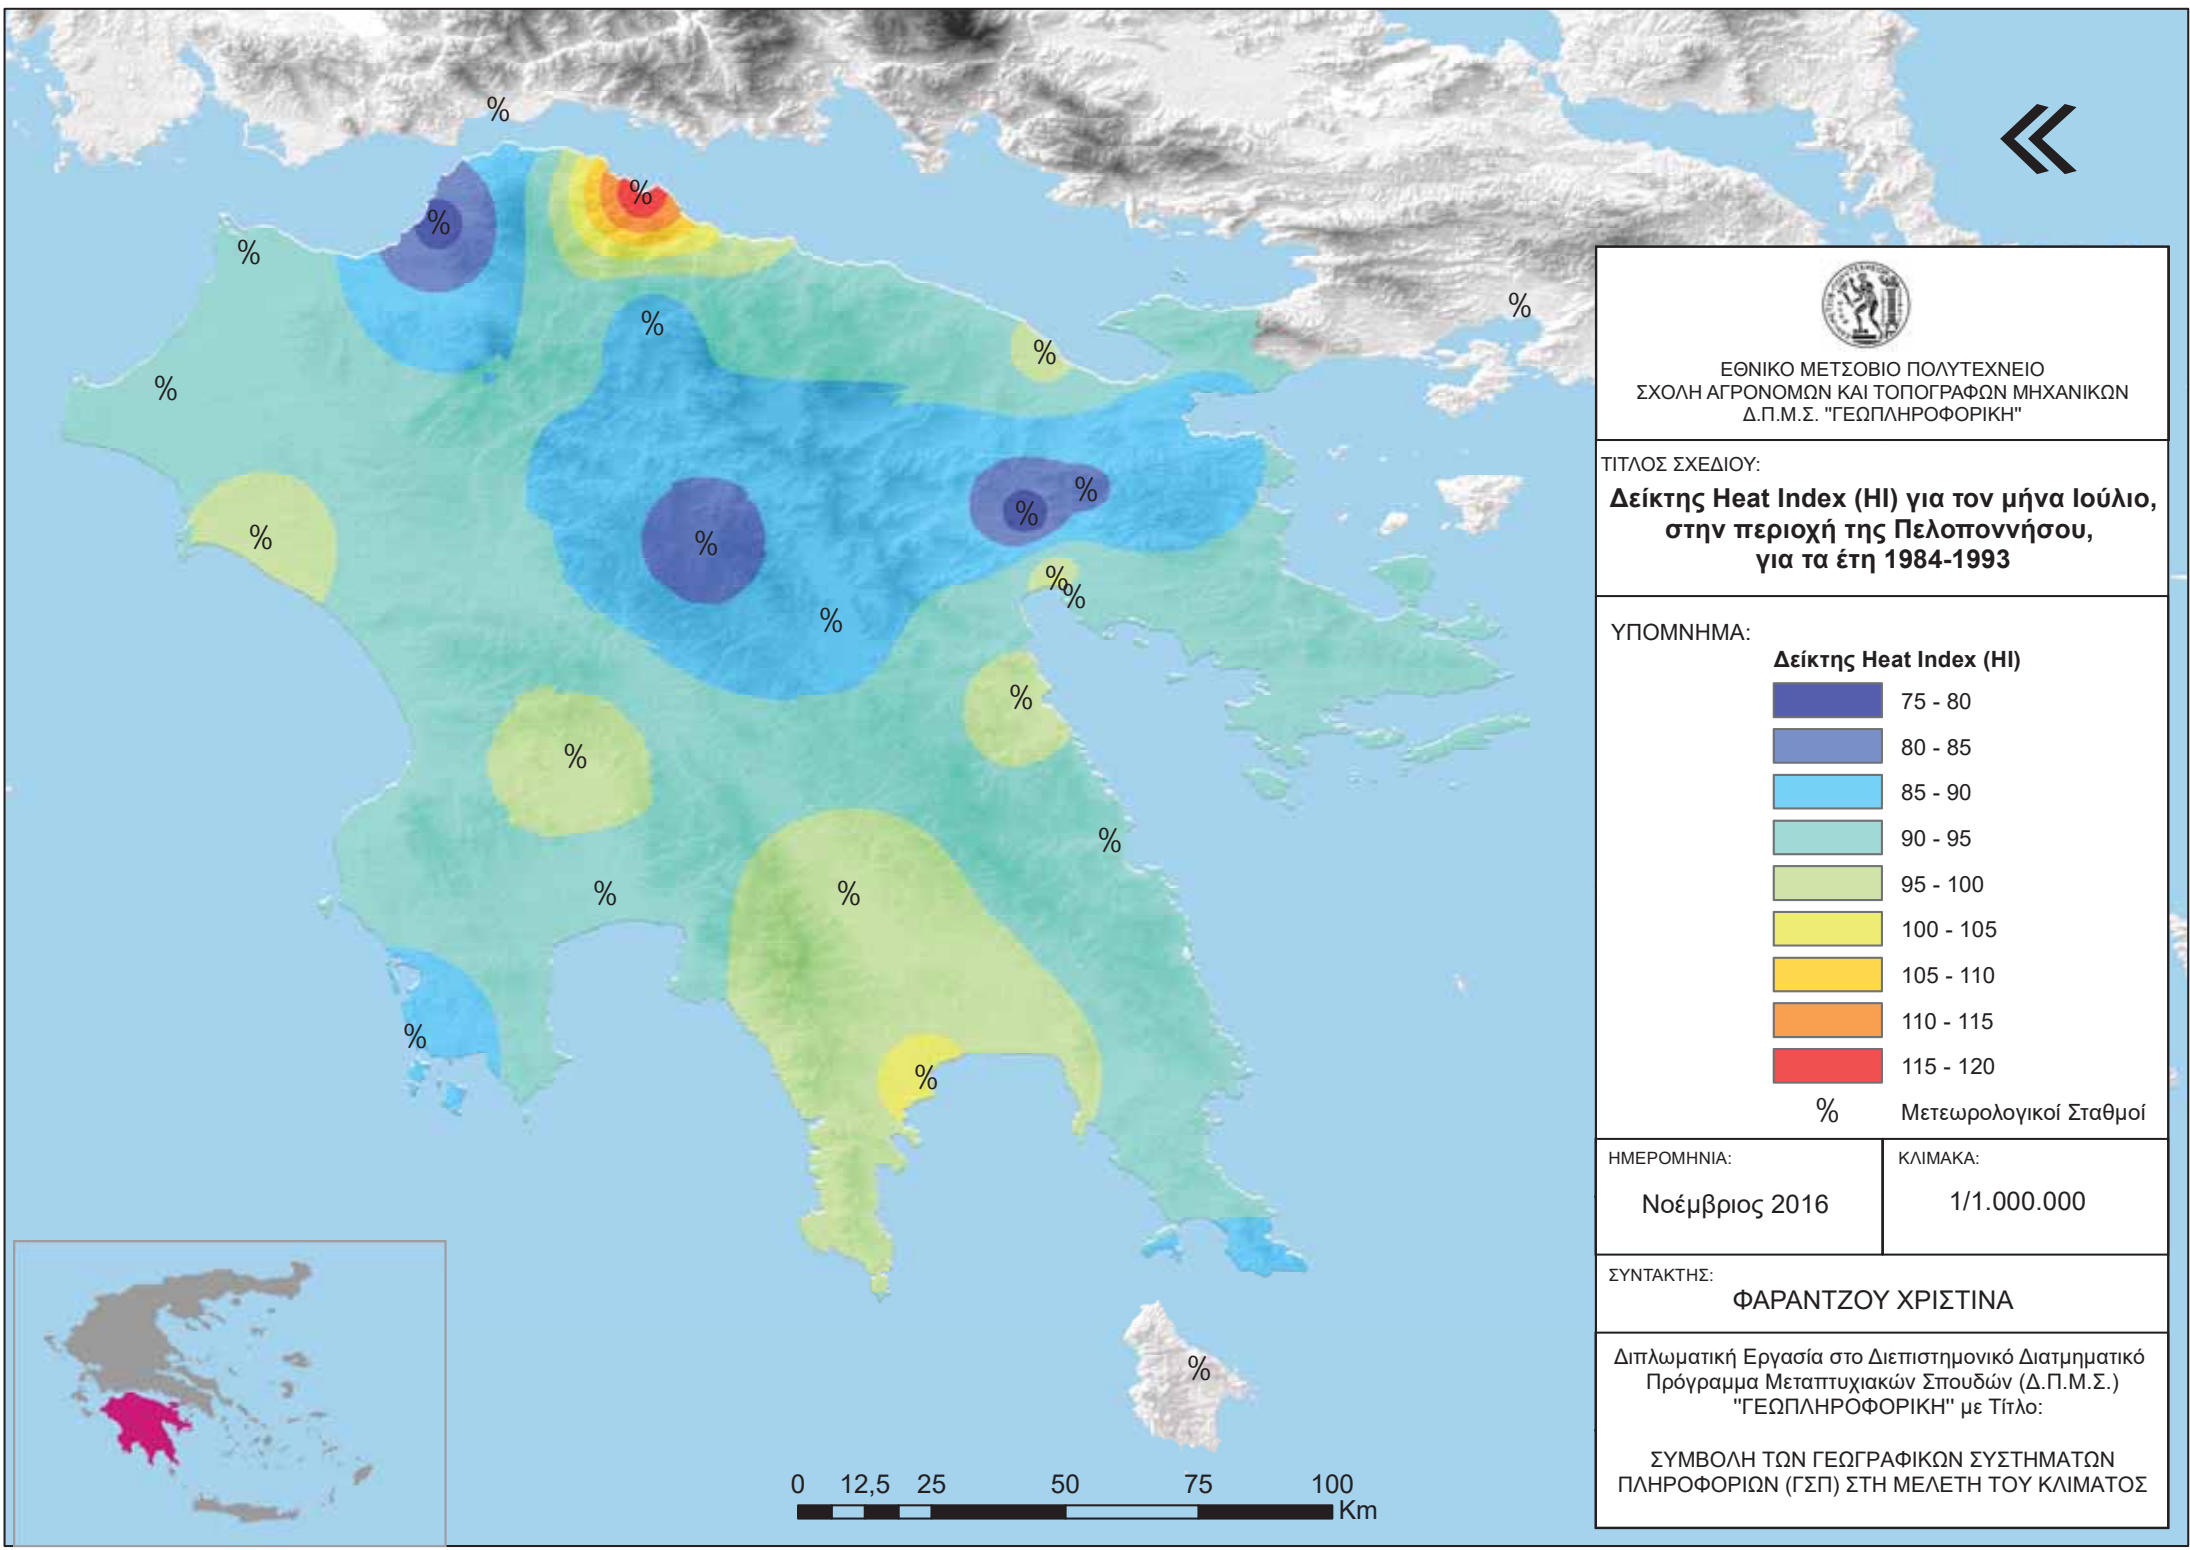 ΕΘΝΙΚΟ ΜΕΤΣΟΒΙΟ ΠΟΛΥΤΕΧΝΕΙΟ
ΣΧΟΛΗ ΑΓΡΟΝΟΜΩΝ ΚΑΙ ΤΟΠΟΓΡΑΦΩΝ ΜΗΧΑΝΙΚΩΝ
Δ.Π.Μ.Σ. "ΓΕΩΠΛΗΡΟΦΟΡΙΚΗ"
ΤΙΤΛΟΣ ΣΧΕΔΙΟΥ:
Δείκτης Heat Index (HI) για τον μήνα Ιούλιο,
στην περιοχή της Πελοποννήσου,
για τα έτη 1984-1993
ΥΠΟΜΝΗΜΑ:
Δείκτης Heat Index (HI)
75 - 80
80 - 85
85 - 90
90 - 95
95 - 100
100 - 105
105 - 110
110 - 115
115 - 120
% Μετεωρολογικοί Σταθμοί
ΗΜΕΡΟΜΗΝΙΑ:
Νοέμβριος 2016
ΚΛΙΜΑΚΑ:
1/1.000.000
ΣΥΝΤΑΚΤΗΣ:
ΦΑΡΑΝΤΖΟΥ ΧΡΙΣΤΙΝΑ
Διπλωματική Εργασία στο Διεπιστημονικό Διατμηματικό
Πρόγραμμα Μεταπτυχιακών Σπουδών (Δ.Π.Μ.Σ.)
"ΓΕΩΠΛΗΡΟΦΟΡΙΚΗ" με Τίτλο:
ΣΥΜΒΟΛΗ ΤΩΝ ΓΕΩΓΡΑΦΙΚΩΝ ΣΥΣΤΗΜΑΤΩΝ
ΠΛΗΡΟΦΟΡΙΩΝ (ΓΣΠ) ΣΤΗ ΜΕΛΕΤΗ ΤΟΥ ΚΛΙΜΑΤΟΣ
0 12,5 25 50 75 100
Km